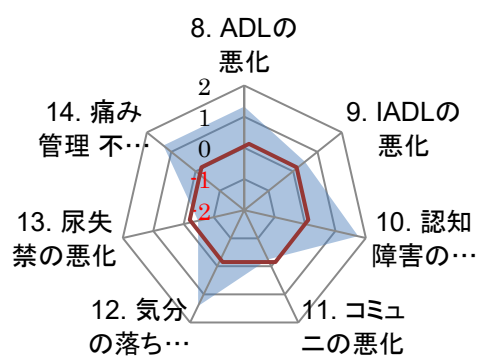 8. ADLの
悪化
2
1
0
-1
-2
9. IADLの
悪化
10. 認知
障害の…
11. コミュ
ニの悪化
12. 気分
の落ち…
13. 尿失
禁の悪化
14. 痛み
管理 不…